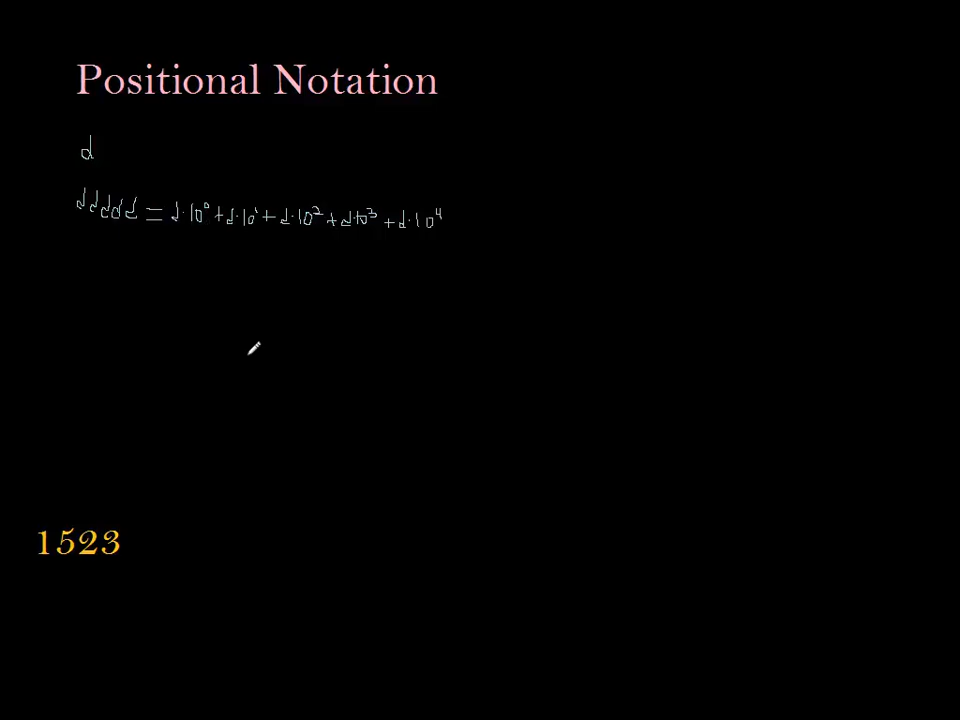 Positional Notation
d
ddddd = d·10⁰ + d·10¹ + d·10² + d·10³ + d·10⁴
1523